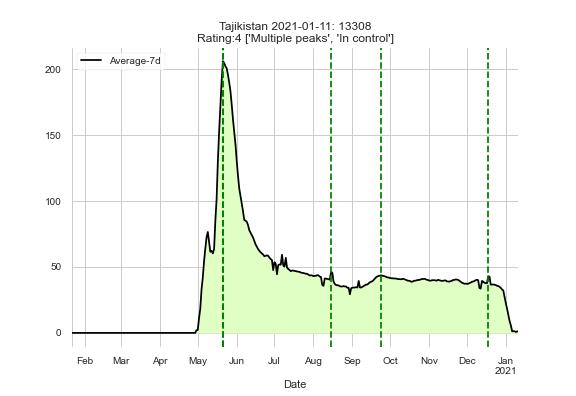 Tajikistan 2021-01-11: 13308
Rating:4 ['Multiple peaks', 'In control']
Average-7d
200
150
100
50
0
Feb Mar Apr May Jun Jul Aug Sep Oct Nov Dec Jan
2021
Date